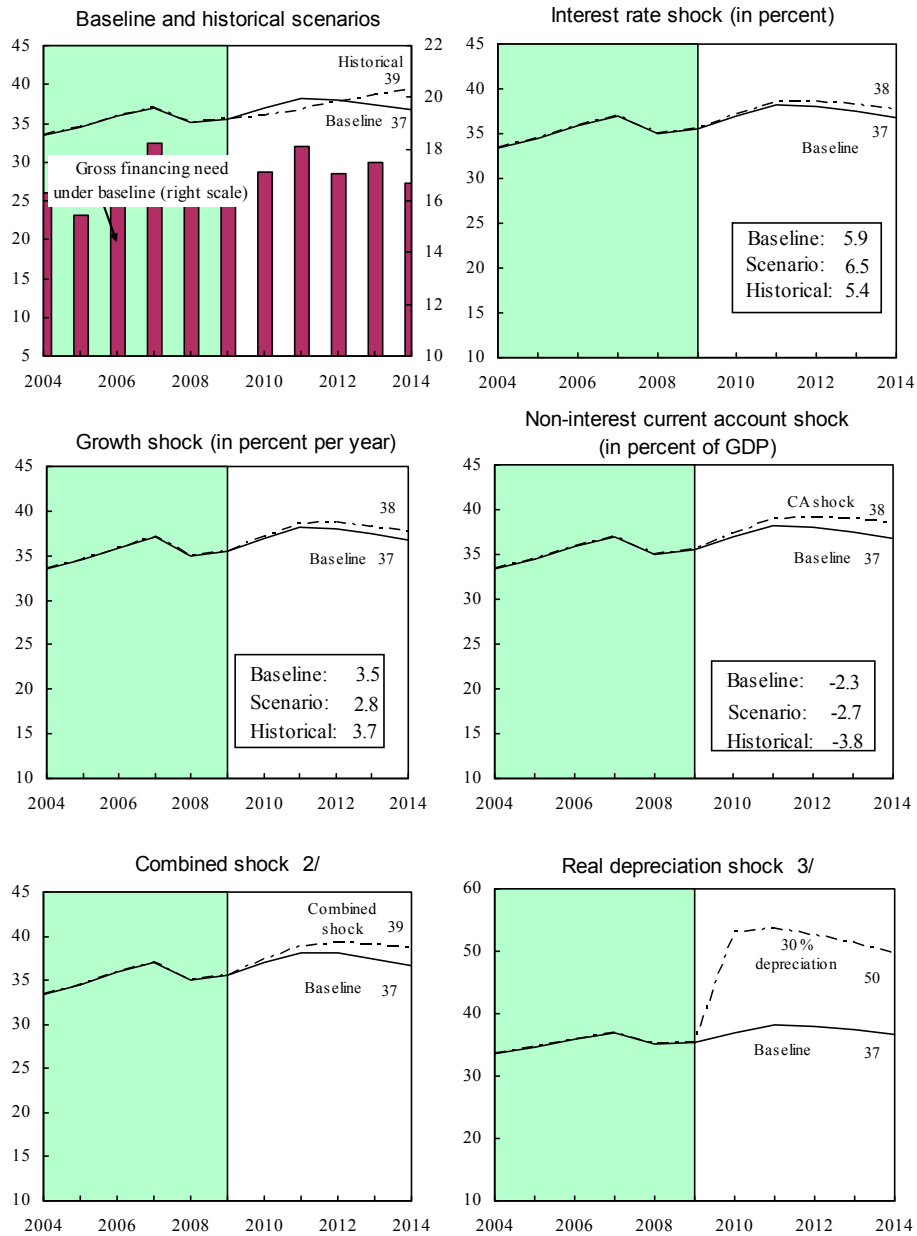 Baseline and historical scenarios
45
40
35
30
25
20
15
10
5
22
20
18
16
14
12
10
Historical
39
Baseline
37
Gross financing need
under baseline (right scale)
2004 2006 2008 2010 2012 2014
Interest rate shock (in percent)
45
40
35
30
25
20
15
10
38
37
Baseline
Baseline: 5.9
Scenario: 6.5
Historical: 5.4
2004 2006 2008 2010 2012 2014
Growth shock (in percent per year)
45
40
35
30
25
20
15
10
38
Baseline 37
Baseline: 3.5
Scenario: 2.8
Historical: 3.7
2004 2006 2008 2010 2012 2014
Non-interest current account shock
(in percent of GDP)
45
40
35
30
25
20
15
10
CA shock
38
Baseline 37
Baseline: -2.3
Scenario: -2.7
Historical: -3.8
2004 2006 2008 2010 2012 2014
Combined shock 2/
45
40
35
30
25
20
15
10
Combined
shock
39
Baseline 37
2004 2006 2008 2010 2012 2014
Real depreciation shock 3/
60
50
40
30
20
10
30%
depreciation
50
Baseline 37
2004 2006 2008 2010 2012 2014